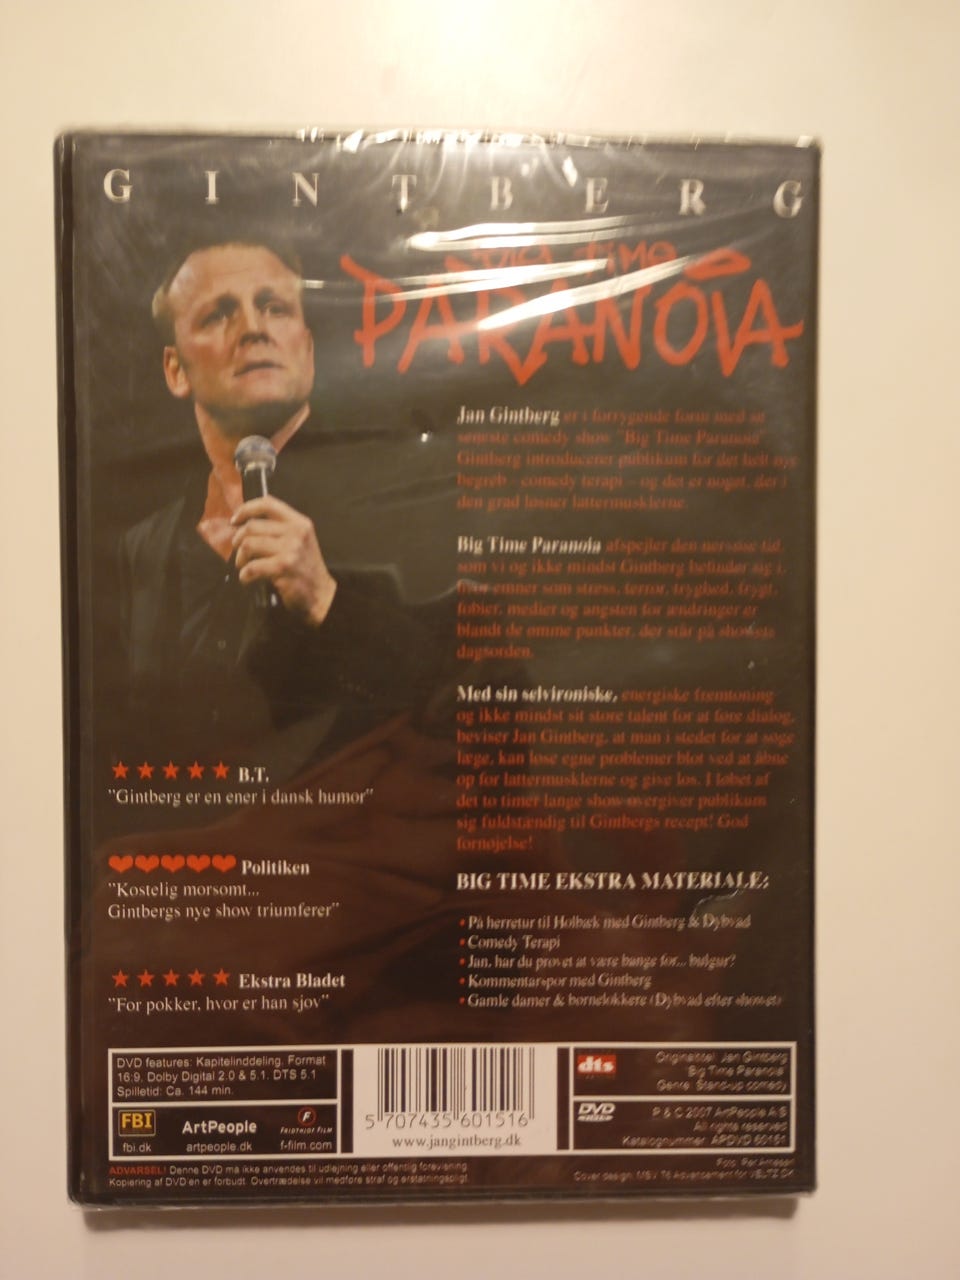 GINTBERG
Big Time
PARANOIA
Jan Gintberg er i forrygende form med sit
seneste comedy show "Big Time Paranoia"
Gintberg introducerer publikum for det helt nye
begreb - comedy terapi - og det er noget, der i
den grad løsner lattermusklerne.
Big Time Paranoia afspejler den nervøse tid,
som vi og ikke mindst Gintberg befinder sig i,
hvor emner som stress, terror, tryghed, frygt,
fobier, medier og angsten for ændringer er
blandt de ømme punkter, der står på showets
dagsorden.
Med sin selvironiske, energiske fremtoning
og ikke mindst sit store talent for at føre dialog,
beviser Jan Gintberg, at man i stedet for at søge
læge, kan løse egne problemer blot ved at åbne
op for lattermusklerne og give los. I løbet af
det to timer lange show overgiver publikum
sig fuldstændig til Gintbergs recept! God
fornøjelse!
★★★★★ B.T.
"Gintberg er en ener i dansk humor"
♥♥♥♥♥ Politiken
"Kostelig morsomt...
Gintbergs nye show triumferer"
★★★★★ Ekstra Bladet
"For pokker, hvor er han sjov"
BIG TIME EKSTRA MATERIALE:
• På herretur til Holbæk med Gintberg & Dybvad
• Comedy Terapi
• Jan, har du prøvet at være bange for... bulgur?
• Kommentarspor med Gintberg
• Gamle damer & børnelokkere (Dybvad efter showet)
DVD features: Kapitelinddeling, Format
16:9, Dolby Digital 2.0 & 5.1, DTS 5.1
Spilletid: Ca. 144 min.
FBI
fbi.dk
ArtPeople
artpeople.dk
F
FRIDTHJOF FILM
f-film.com
5 707435 601516
www.jangintberg.dk
dts
Originaltitel: Jan Gintberg
"Big Time Paranoia"
Genre: Stand-up comedy
DVD
P & C 2007 ArtPeople A/S
All rights reserved
Katalognummer: APDVD 60151
ADVARSEL! Denne DVD må ikke anvendes til udlejning eller offentlig forevisning.
Kopiering af DVD'en er forbudt. Overtrædelse vil medføre straf og erstatningspligt.
Foto: Per Arnesen
Cover design: